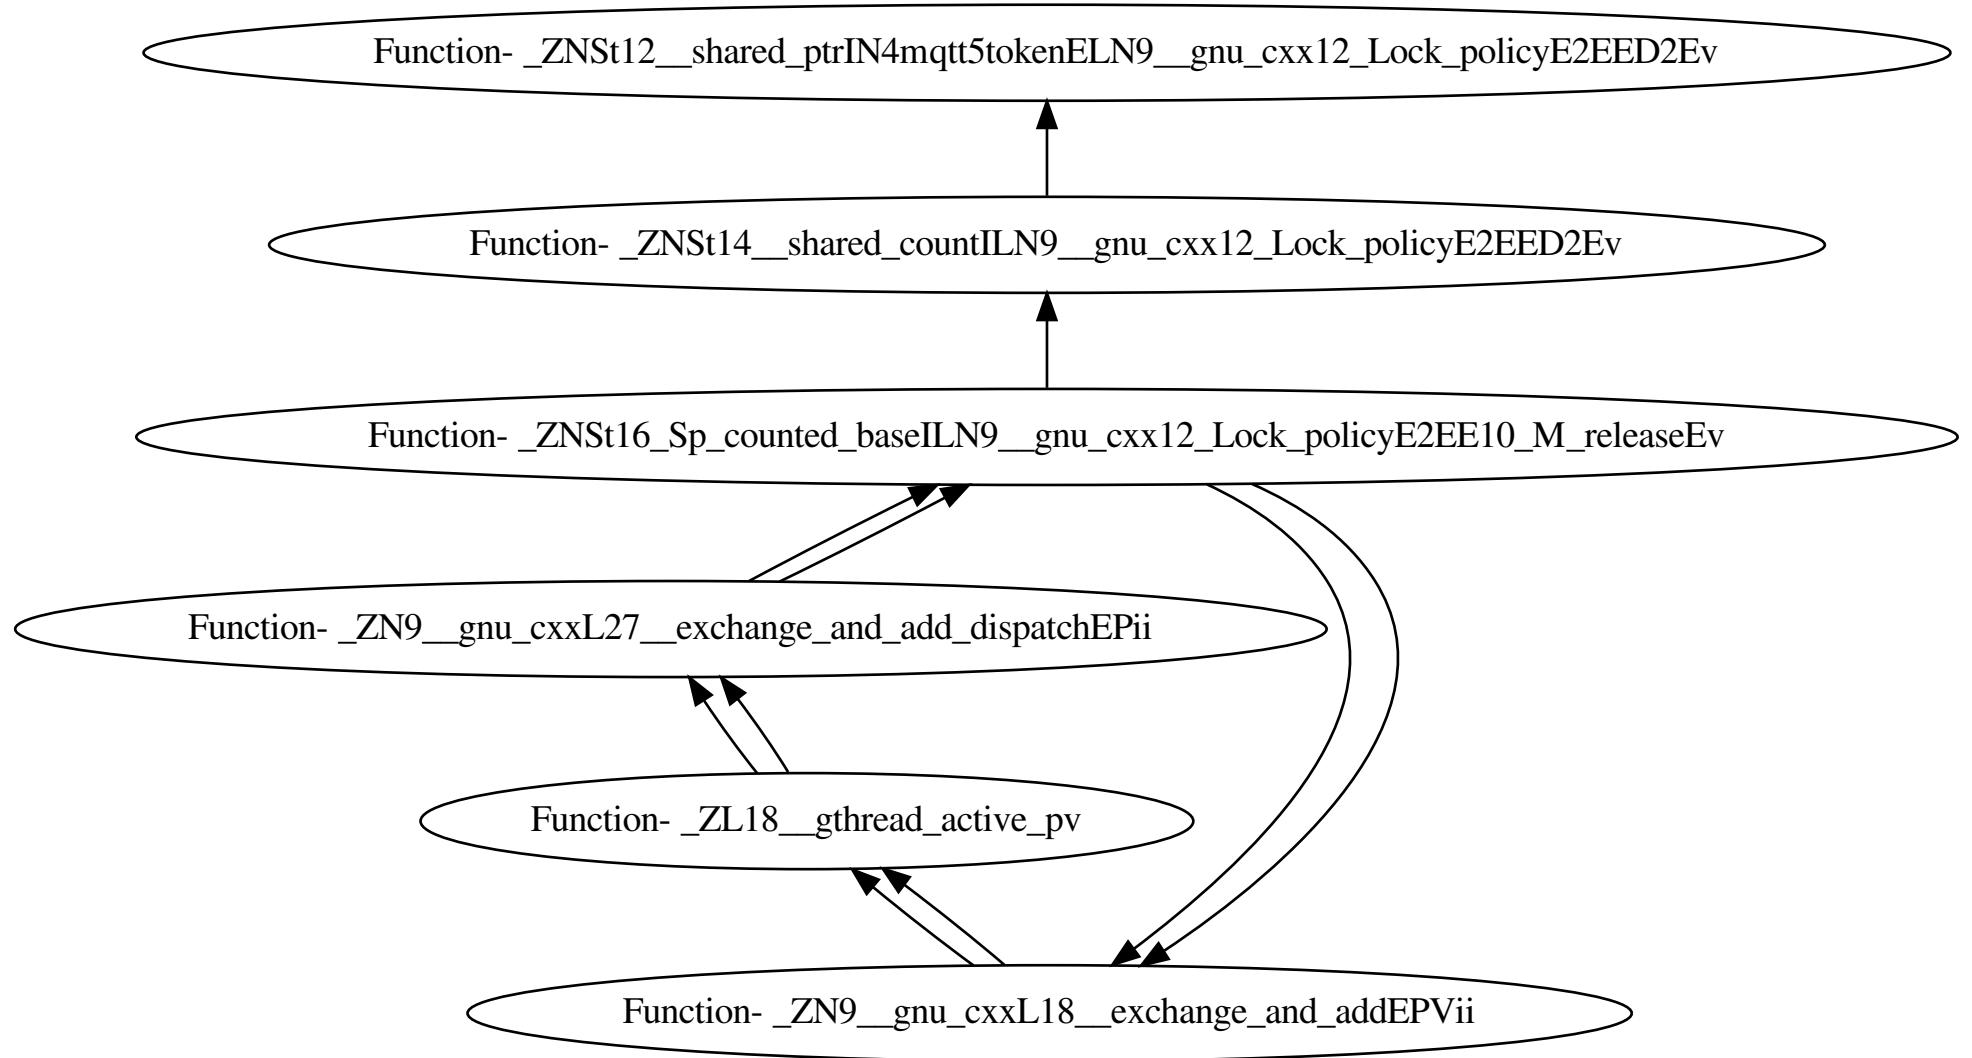 Function- _ZNSt12__shared_ptrIN4mqtt5tokenELN9__gnu_cxx12_Lock_policyE2EED2Ev
Function- _ZNSt14__shared_countILN9__gnu_cxx12_Lock_policyE2EED2Ev
Function- _ZNSt16_Sp_counted_baseILN9__gnu_cxx12_Lock_policyE2EE10_M_releaseEv
Function- _ZN9__gnu_cxxL27__exchange_and_add_dispatchEPii
Function- _ZL18__gthread_active_pv
Function- _ZN9__gnu_cxxL18__exchange_and_addEPVii